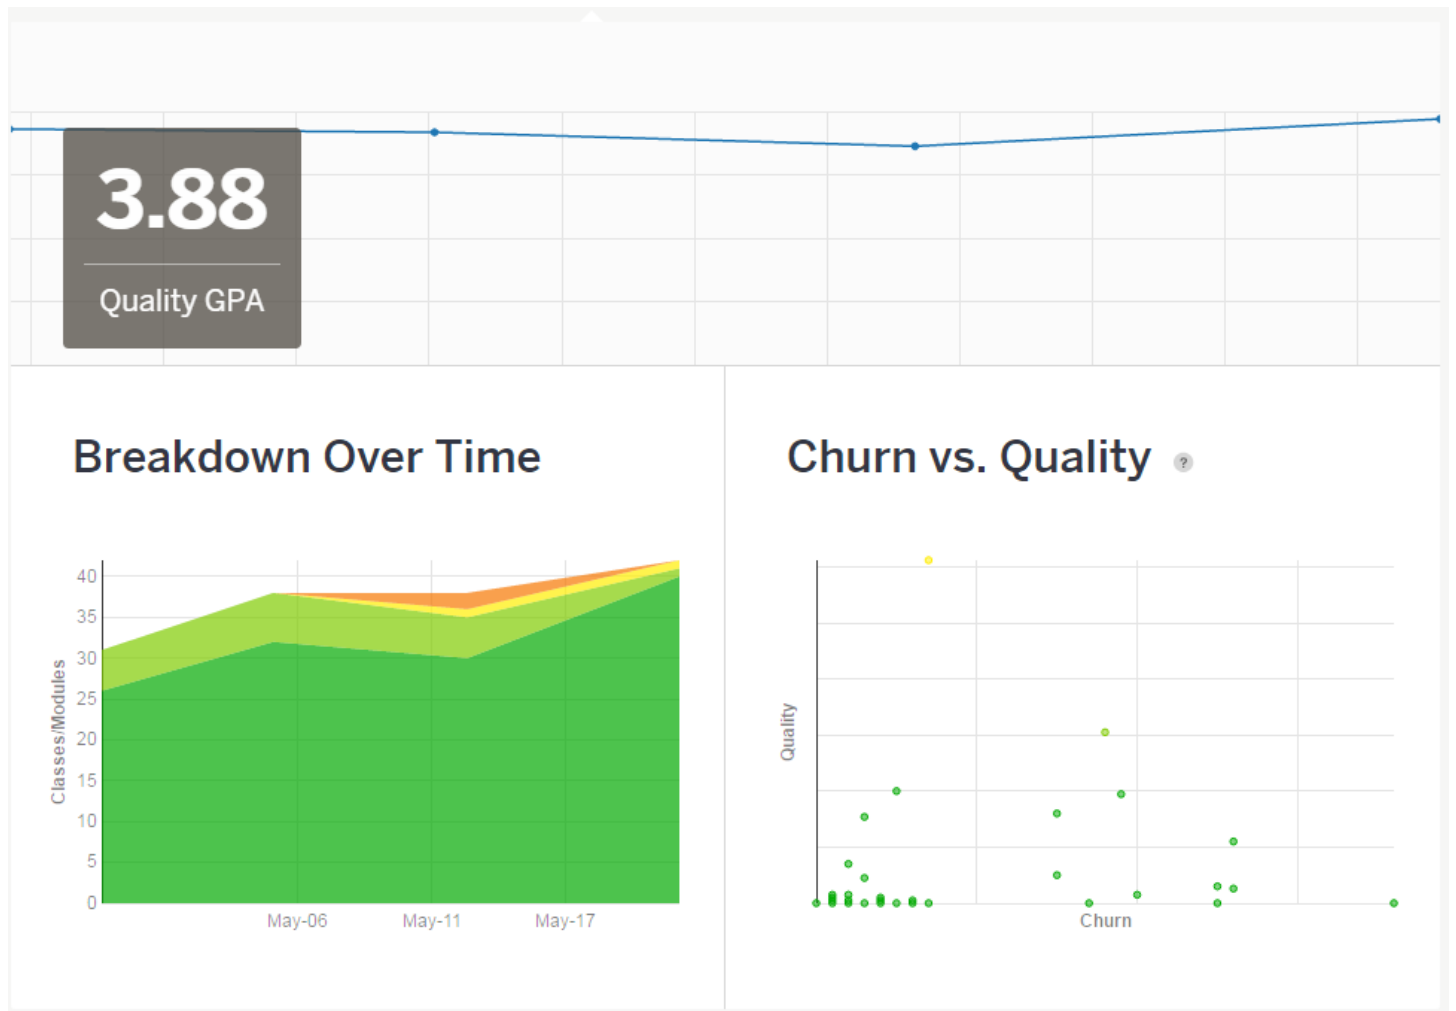 3.88
Quality GPA
Breakdown Over Time
Churn vs. Quality ?
Classes/Modules
40
35
30
25
20
15
10
5
0
May-06 May-11 May-17
Quality
Churn